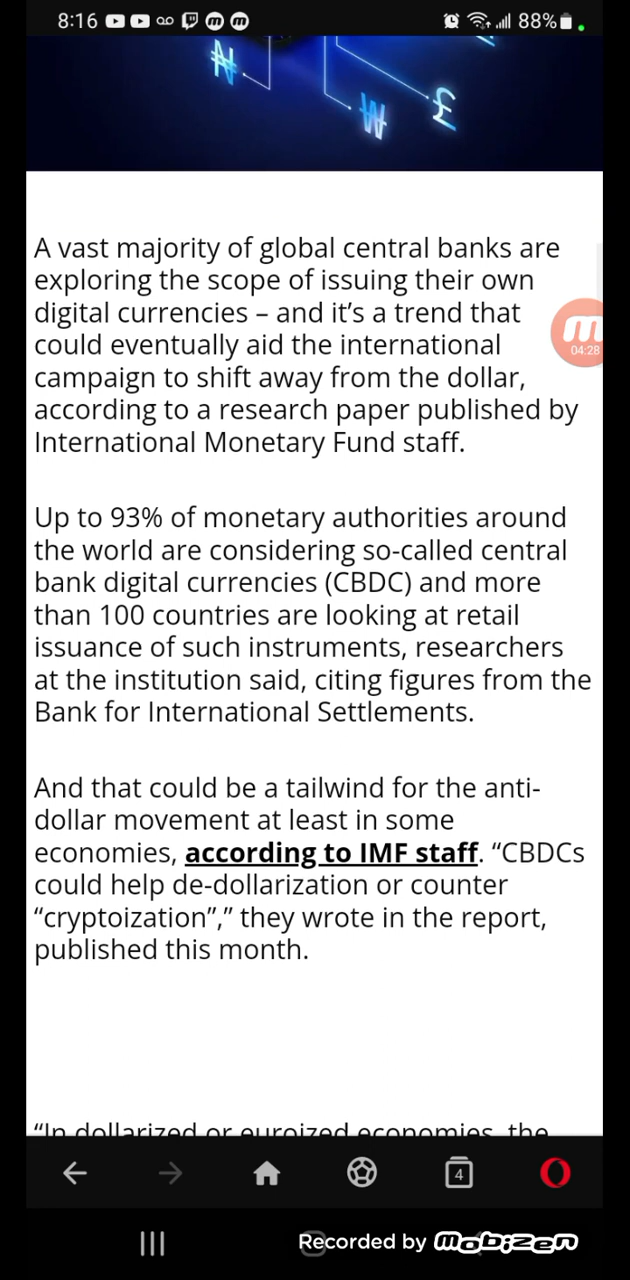 8:16
88%
₦
₩
£
A vast majority of global central banks are
exploring the scope of issuing their own
digital currencies – and it’s a trend that
could eventually aid the international
campaign to shift away from the dollar,
according to a research paper published by
International Monetary Fund staff.
m
04:28
Up to 93% of monetary authorities around
the world are considering so-called central
bank digital currencies (CBDC) and more
than 100 countries are looking at retail
issuance of such instruments, researchers
at the institution said, citing figures from the
Bank for International Settlements.
And that could be a tailwind for the anti-
dollar movement at least in some
economies, according to IMF staff. “CBDCs
could help de-dollarization or counter
“cryptoization”,” they wrote in the report,
published this month.
“In dollarized or euroized economies, the
4
Recorded by mobizen